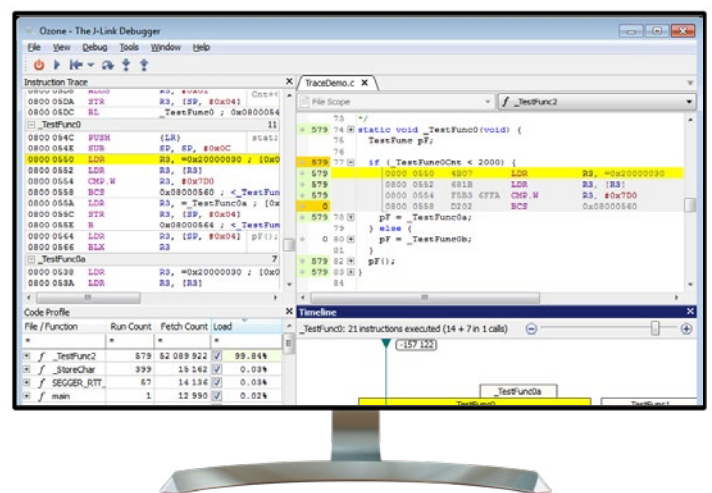 Ozone - The J-Link Debugger
File View Debug Tools Window Help
Instruction Trace
0800 05DA STR R3, [SP, #0x04]
0800 05DC BL _TestFunc0 ; 0x0800054
_TestFunc0 11
0800 054C PUSH {LR} stati
0800 054E SUB SP, SP, #0x0C
0800 0550 LDR R3, =0x20000030 ; [0x0
0800 0552 LDR R3, [R3]
0800 0554 CMP.W R3, #0x7D0
0800 0558 BCS 0x08000560 ; <_TestFun
0800 055A LDR R3, =_TestFunc0a ; [0x
0800 055C STR R3, [SP, #0x04]
0800 055E B 0x08000564 ; <_TestFun
0800 0564 LDR R3, [SP, #0x04] pF();
0800 0566 BLX R3
_TestFunc0a 7
0800 0538 LDR R3, =0x20000030 ; [0x0
0800 053A LDR R3, [R3]
TraceDemo.c X
File Scope f _TestFunc2
73 */
579 74 static void _TestFunc0(void) {
75 TestFunc pF;
76
579 77 if (_TestFunc0Cnt < 2000) {
579 0800 0550 4B07 LDR R3, =0x20000030
579 0800 0552 681B LDR R3, [R3]
579 0800 0554 F5B3 6FFA CMP.W R3, #0x7D0
0 0800 0558 D202 BCS 0x08000560
579 78 pF = _TestFunc0a;
79 } else {
0 80 pF = _TestFunc0b;
81 }
579 82 pF();
579 83 }
84
Code Profile
File / Function Run Count Fetch Count Load
* * * *
f _TestFunc2 579 52 089 922 99.84%
f _StoreChar 399 15 162 0.03%
f SEGGER_RTT_ 57 14 136 0.03%
f main 1 12 990 0.02%
Timeline
_TestFunc0: 21 instructions executed (14 + 7 in 1 calls)
-157 122
_TestFunc0a
_TestFunc0 _TestFunc1